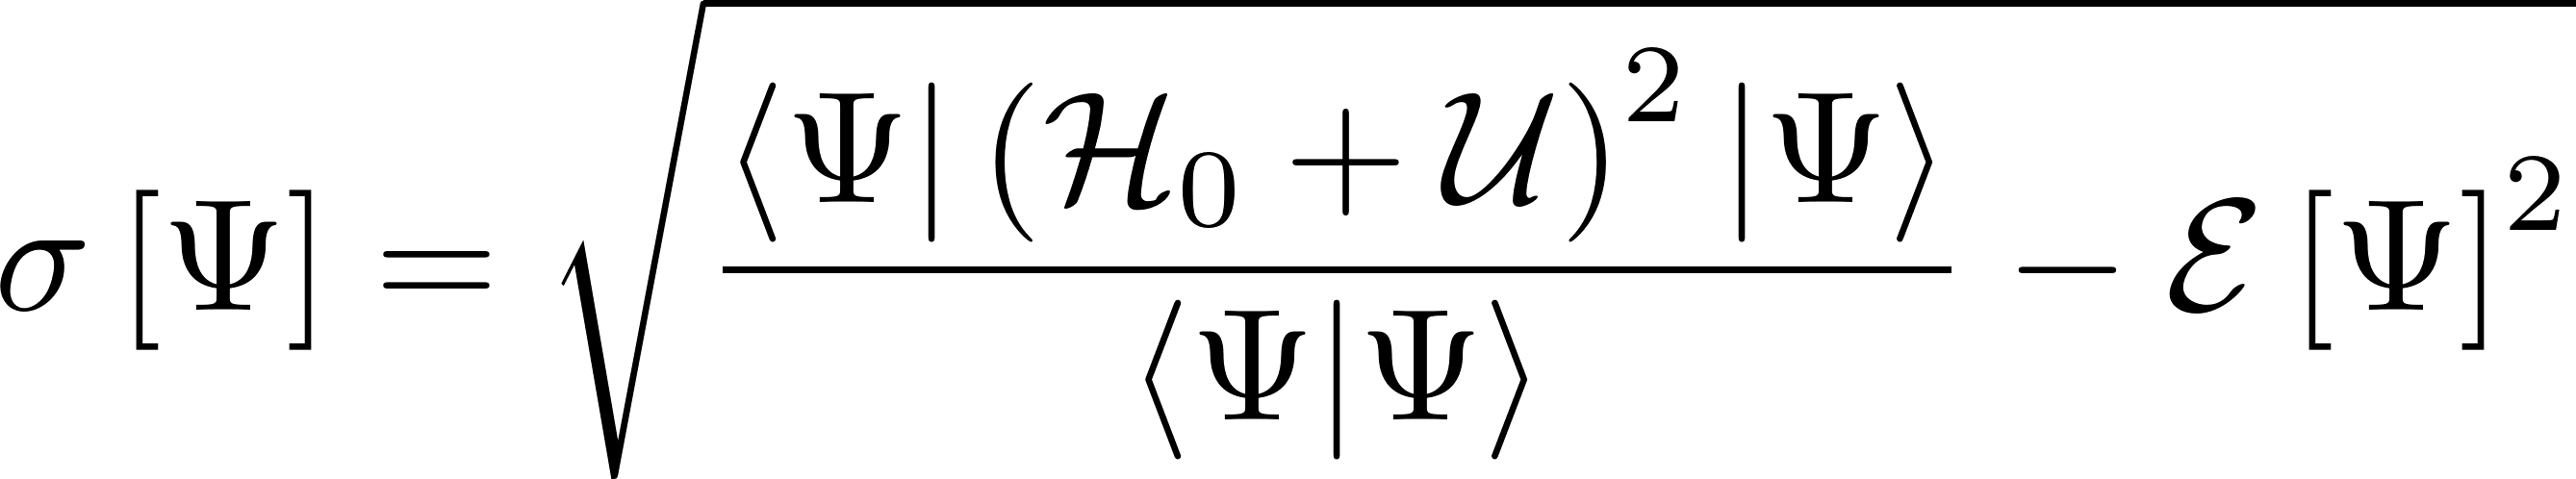 σ [Ψ] = √(⟨Ψ| (ℋ₀ + 𝒰)² |Ψ⟩ / ⟨Ψ|Ψ⟩ − ℰ [Ψ]²)